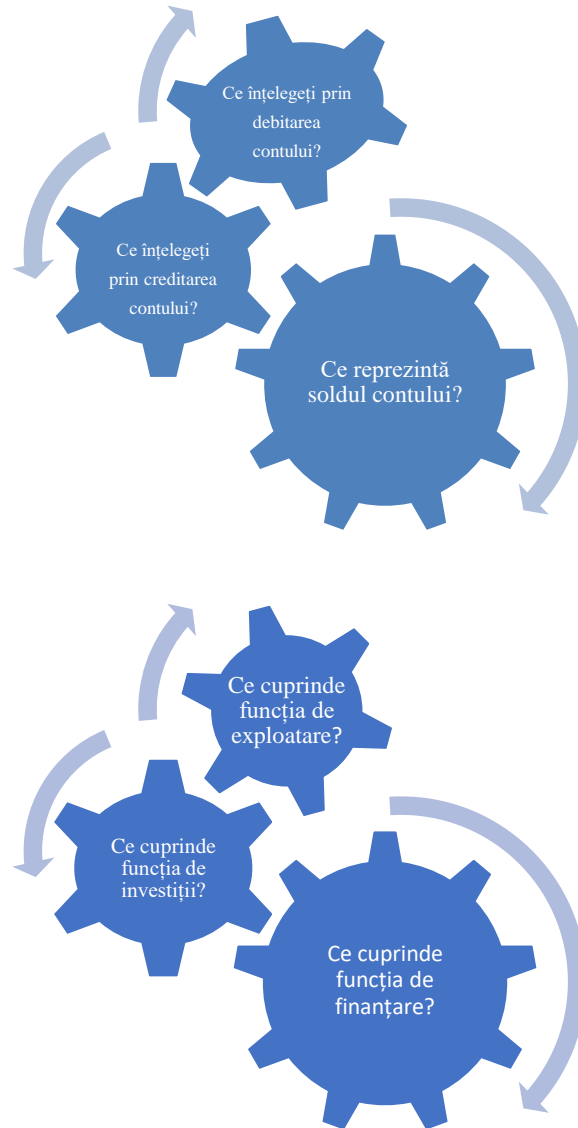 Ce înțelegeți prin
debitarea
contului?
Ce înțelegeți
prin creditarea
contului?
Ce reprezintă
soldul contului?
Ce cuprinde
funcția de
exploatare?
Ce cuprinde
funcția de
investiții?
Ce cuprinde
funcția de
finanțare?